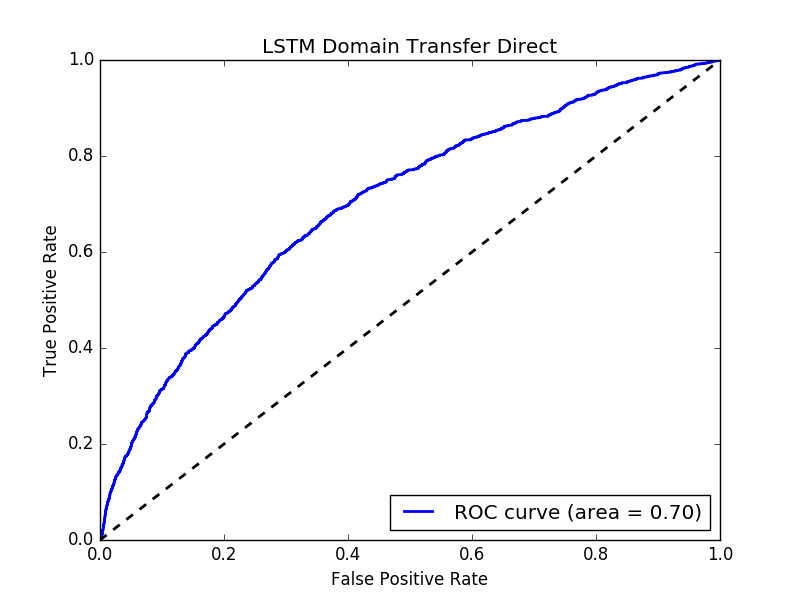 LSTM Domain Transfer Direct
1.0
0.8
0.6
0.4
0.2
0.0
True Positive Rate
ROC curve (area = 0.70)
0.0 0.2 0.4 0.6 0.8 1.0
False Positive Rate